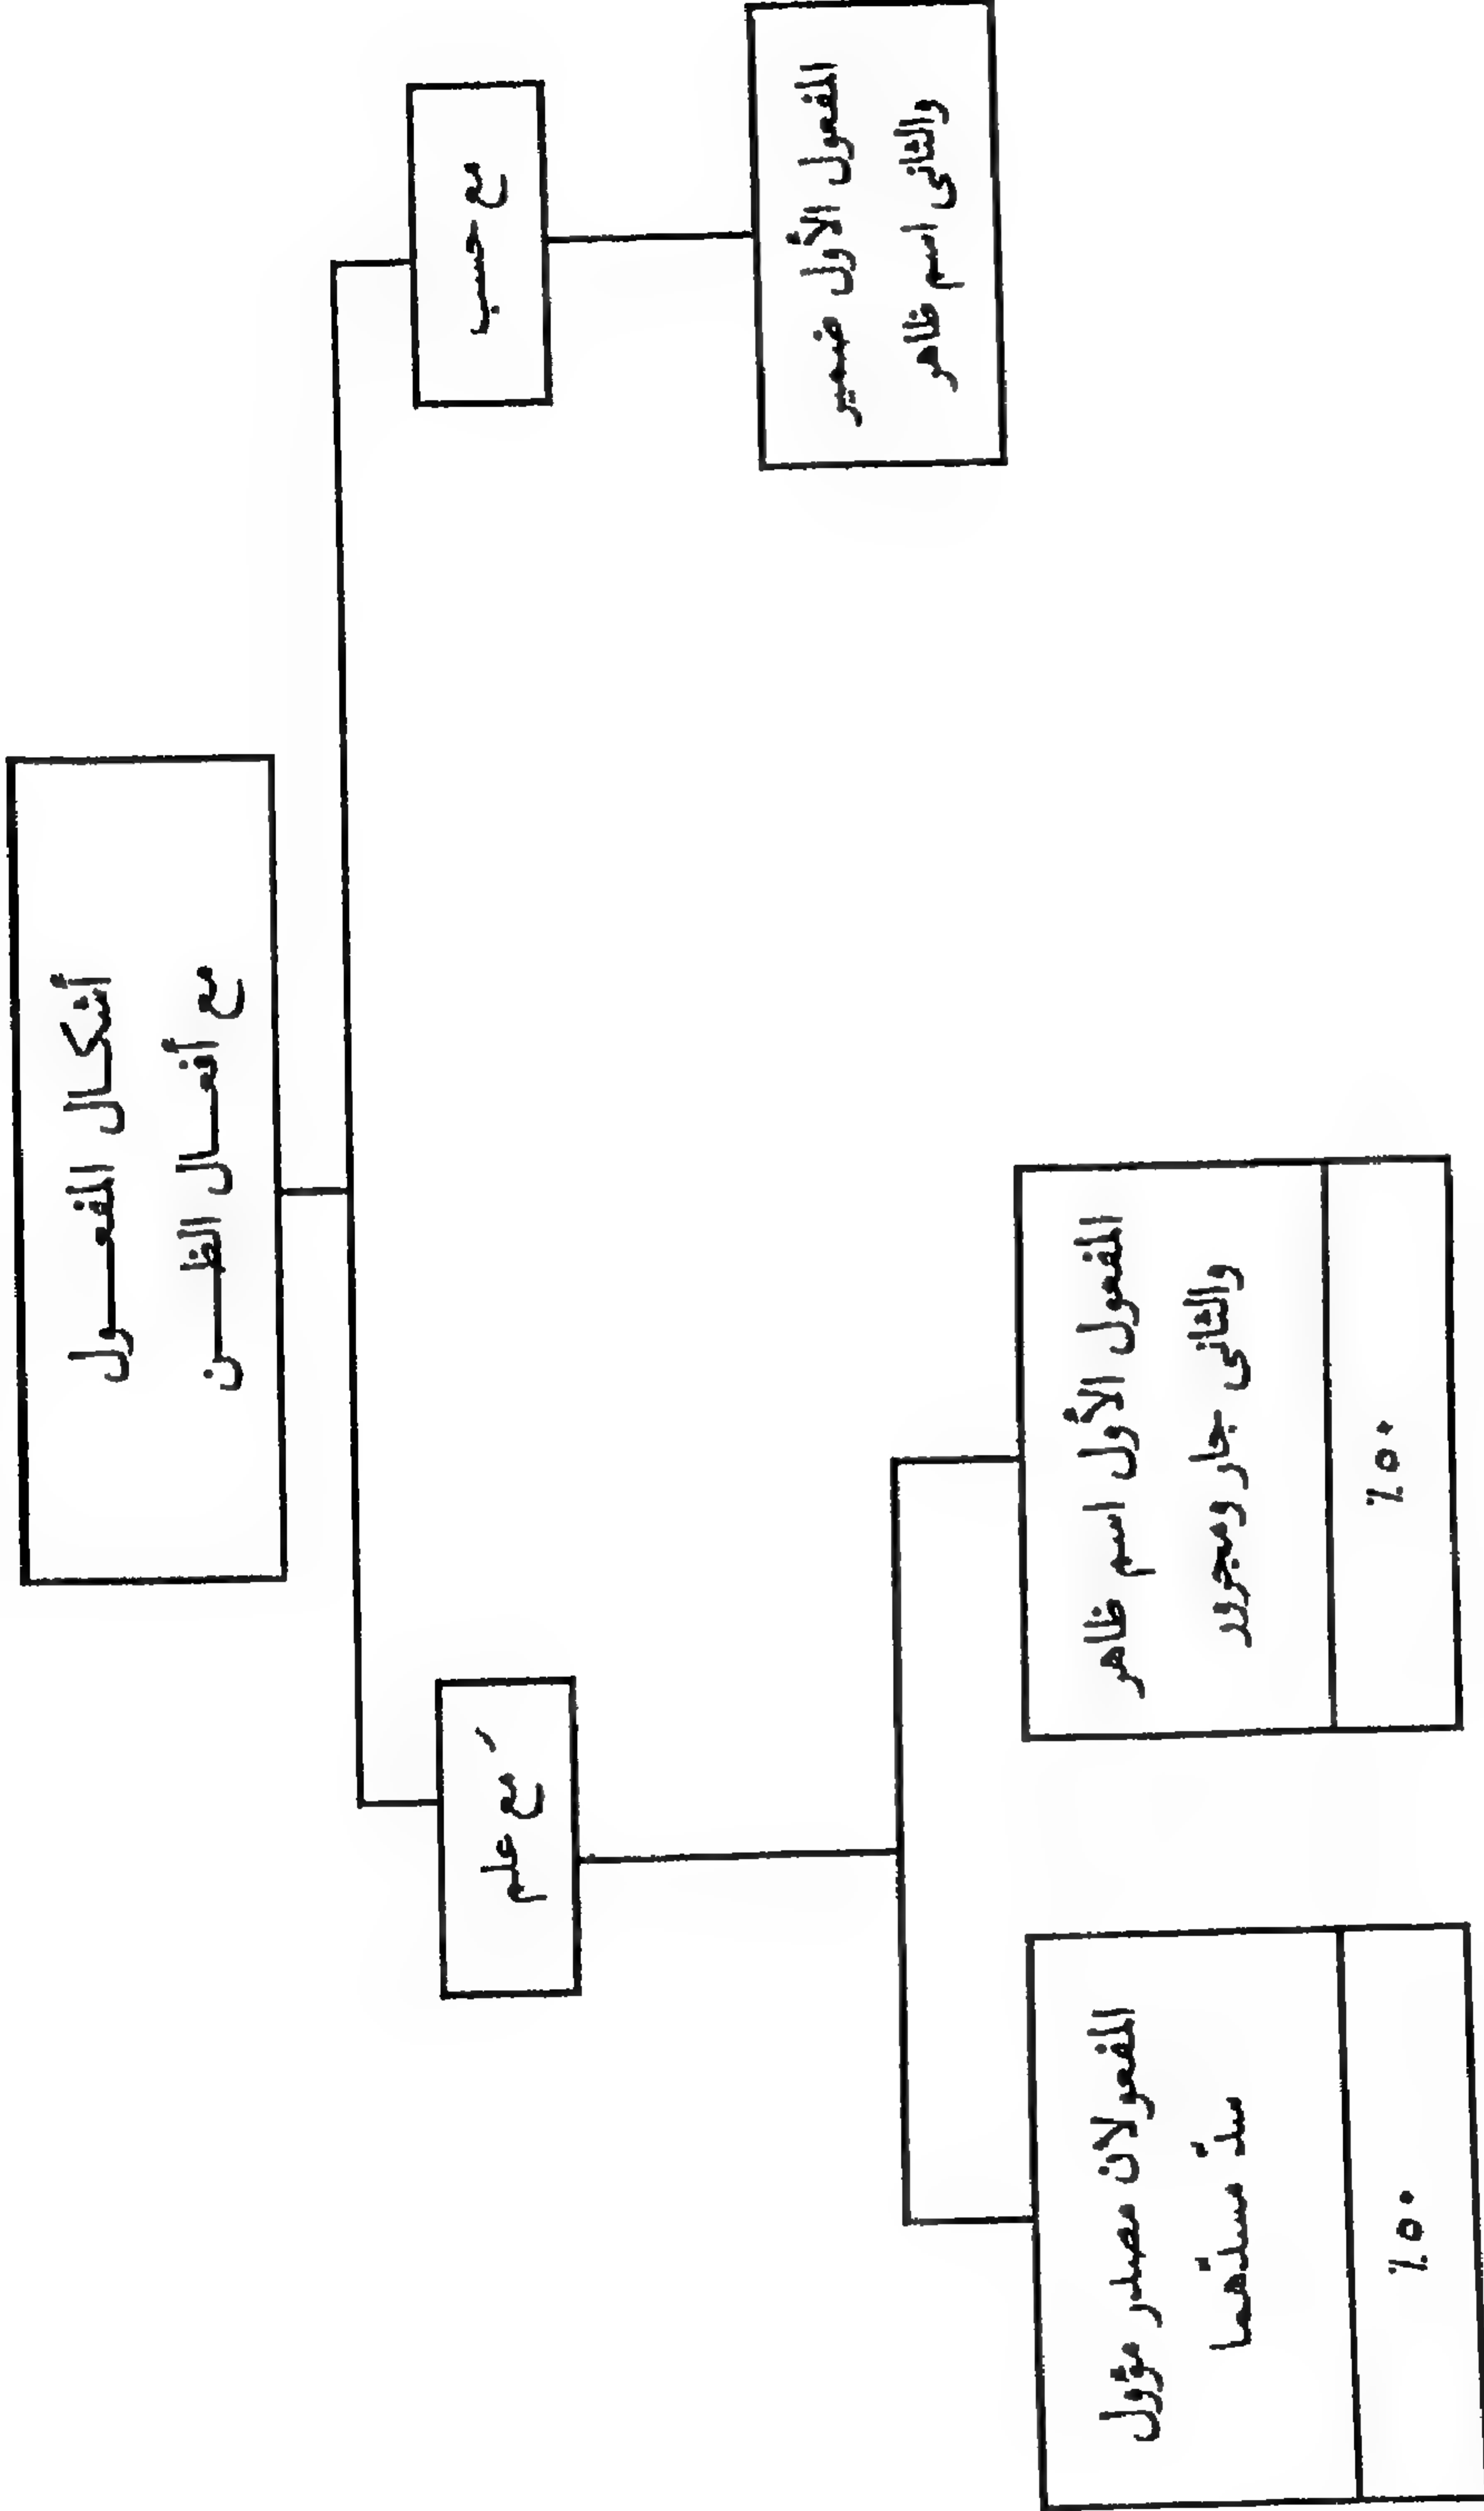 أشكال المفعول
مع أفعال الظن
مع حسب
المفعول الأول ضمير
والثاني اسم ظاهر
مع علم
المفعول الأول اسم ظاهر
والثاني جار ومجرور
٪٥٠
المفعولان مصدر مؤول
سدّ مسدّهما
٪٥٠